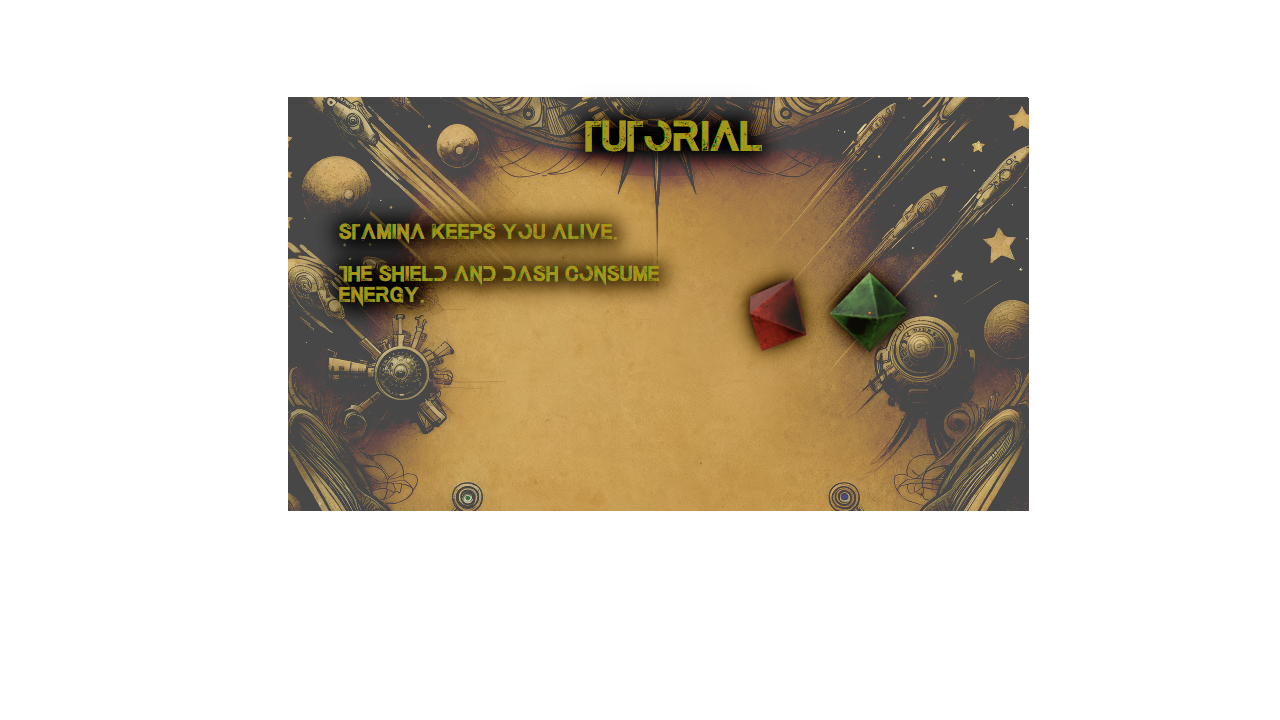 TUTORIAL
STAMINA KEEPS YOU ALIVE.
THE SHIELD AND DASH CONSUME
ENERGY.